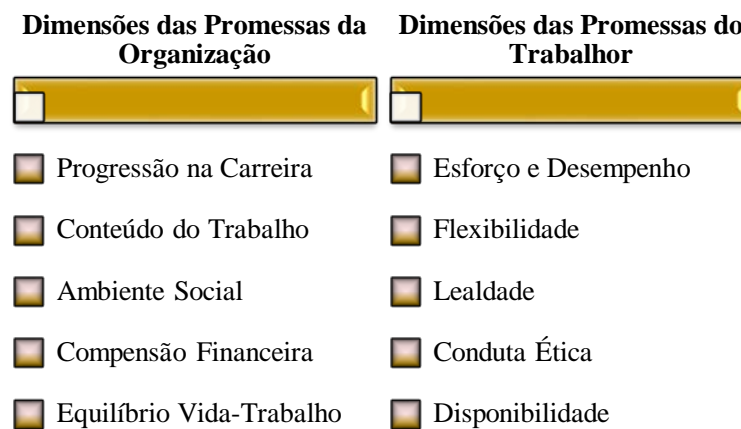 Dimensões das Promessas da
Organização
Progressão na Carreira
Conteúdo do Trabalho
Ambiente Social
Compensão Financeira
Equilíbrio Vida-Trabalho
Dimensões das Promessas do
Trabalhor
Esforço e Desempenho
Flexibilidade
Lealdade
Conduta Ética
Disponibilidade